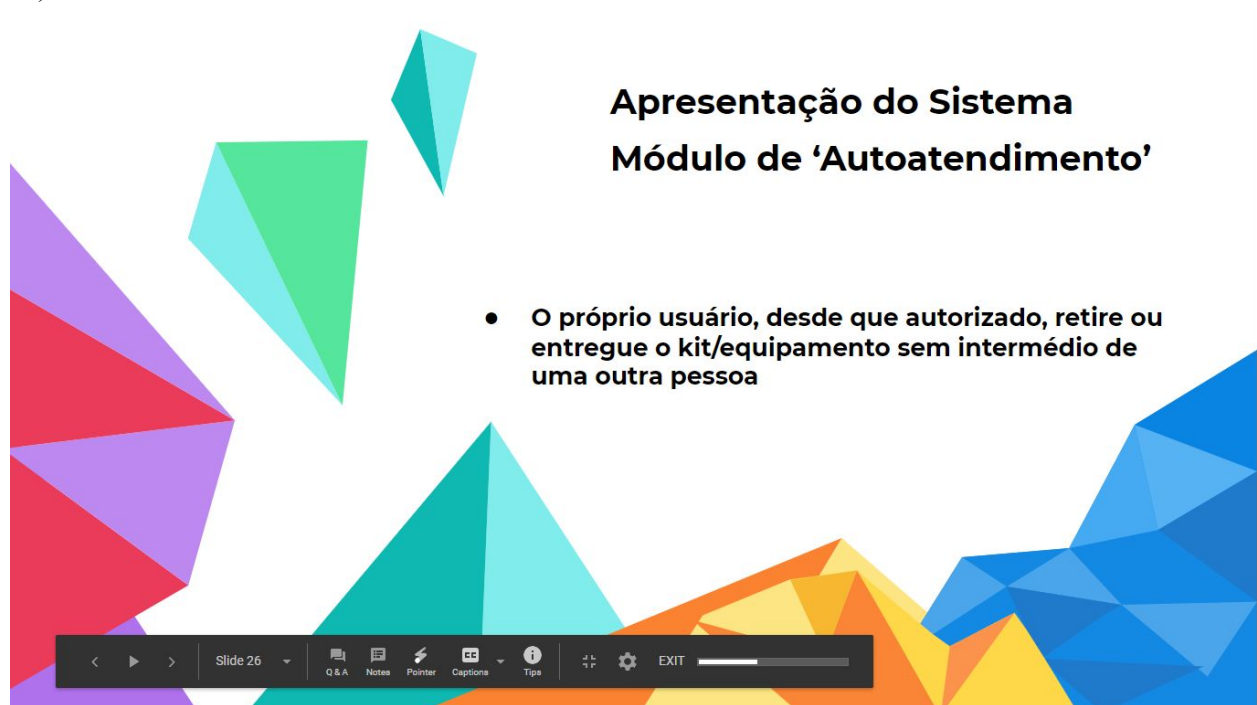 Apresentação do Sistema
Módulo de ‘Autoatendimento’
● O próprio usuário, desde que autorizado, retire ou
entregue o kit/equipamento sem intermédio de
uma outra pessoa
Slide 26
Q & A Notes Pointer Captions Tips
CC
EXIT